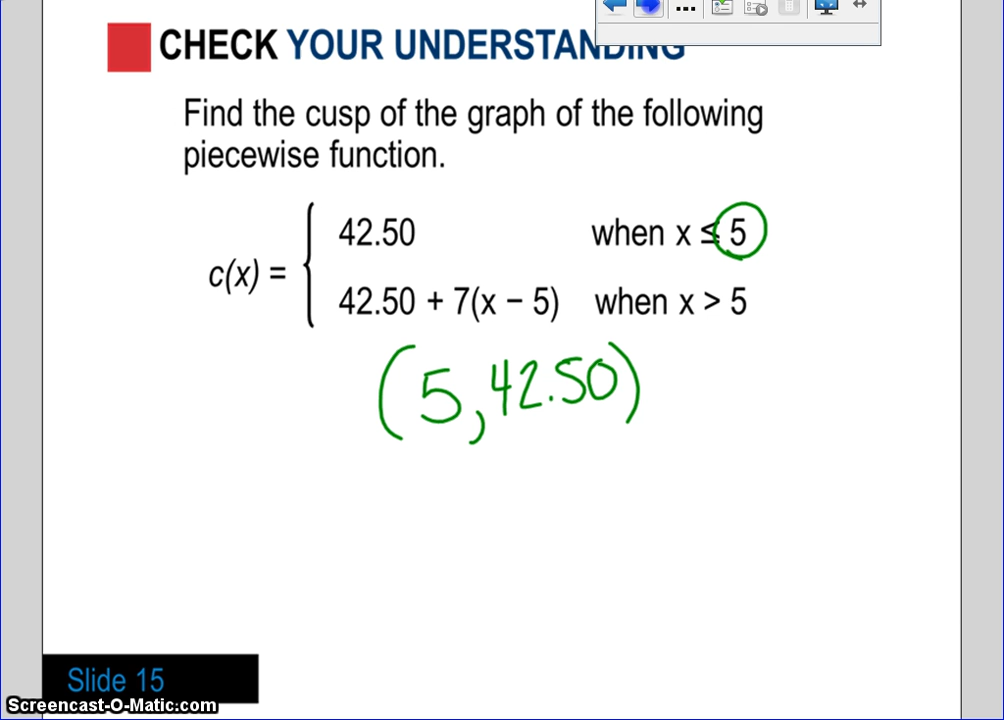 CHECK YOUR UNDERSTANDING
Find the cusp of the graph of the following
piecewise function.
42.50 when x ≤ 5
c(x) =
42.50 + 7(x − 5) when x > 5
(5, 42.50)
Slide 15
Screencast-O-Matic.com